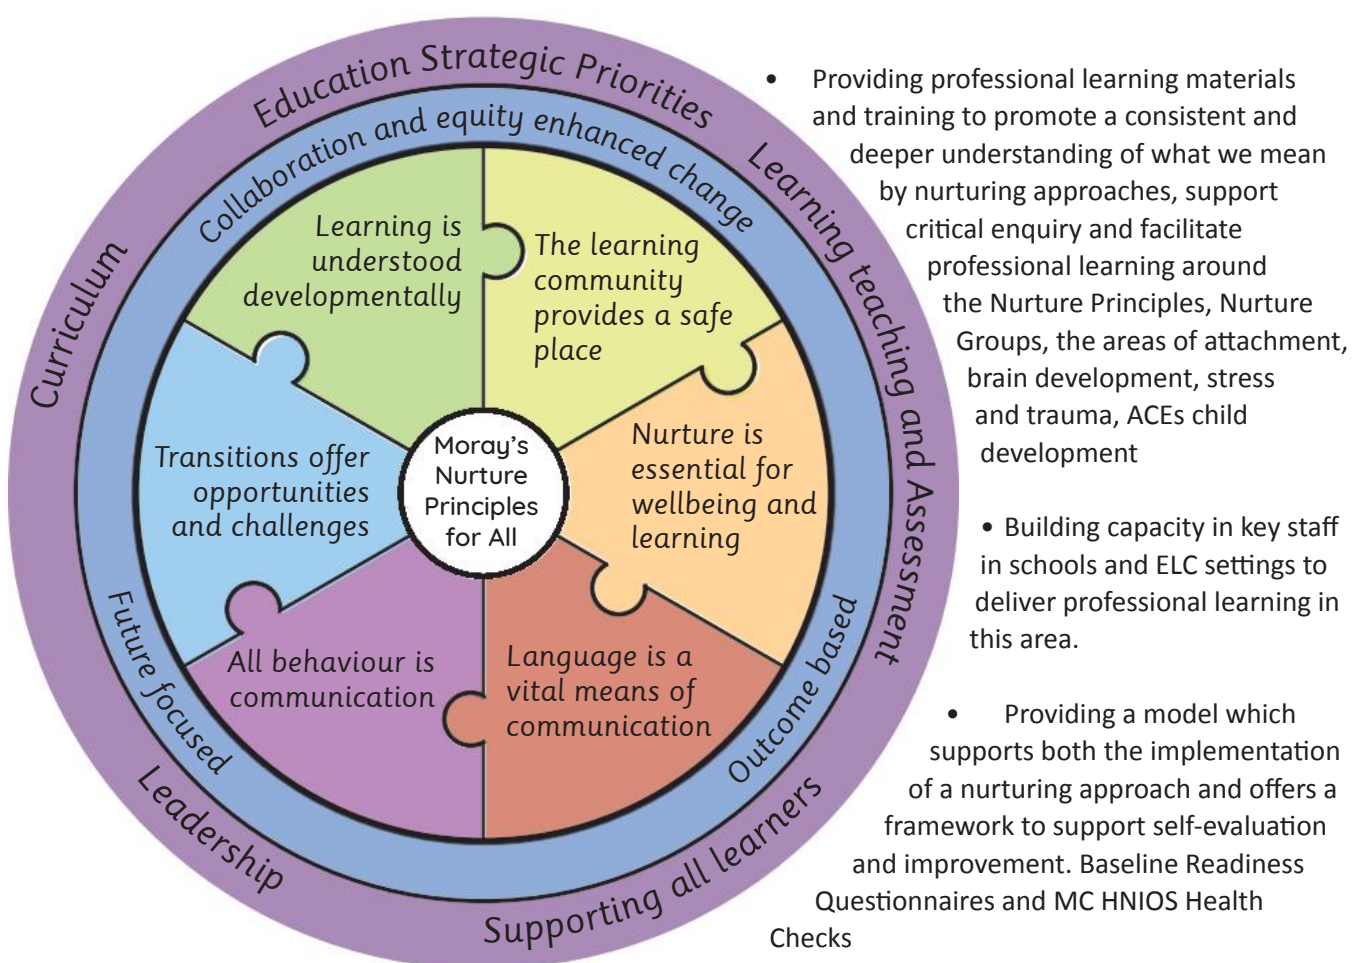 Education Strategic Priorities
Learning teaching and Assessment
Supporting all learners
Leadership
Curriculum
Collaboration and equity enhanced change
Outcome based
Future focused
Learning is
understood
developmentally
The learning
community
provides a safe
place
Nurture is
essential for
wellbeing and
learning
Language is a
vital means of
communication
All behaviour is
communication
Transitions offer
opportunities
and challenges
Moray's
Nurture
Principles
for All
• Providing professional learning materials
and training to promote a consistent and
deeper understanding of what we mean
by nurturing approaches, support
critical enquiry and facilitate
professional learning around
the Nurture Principles, Nurture
Groups, the areas of attachment,
brain development, stress
and trauma, ACEs child
development
• Building capacity in key staff
in schools and ELC settings to
deliver professional learning in
this area.
• Providing a model which
supports both the implementation
of a nurturing approach and offers a
framework to support self-evaluation
and improvement. Baseline Readiness
Questionnaires and MC HNIOS Health
Checks